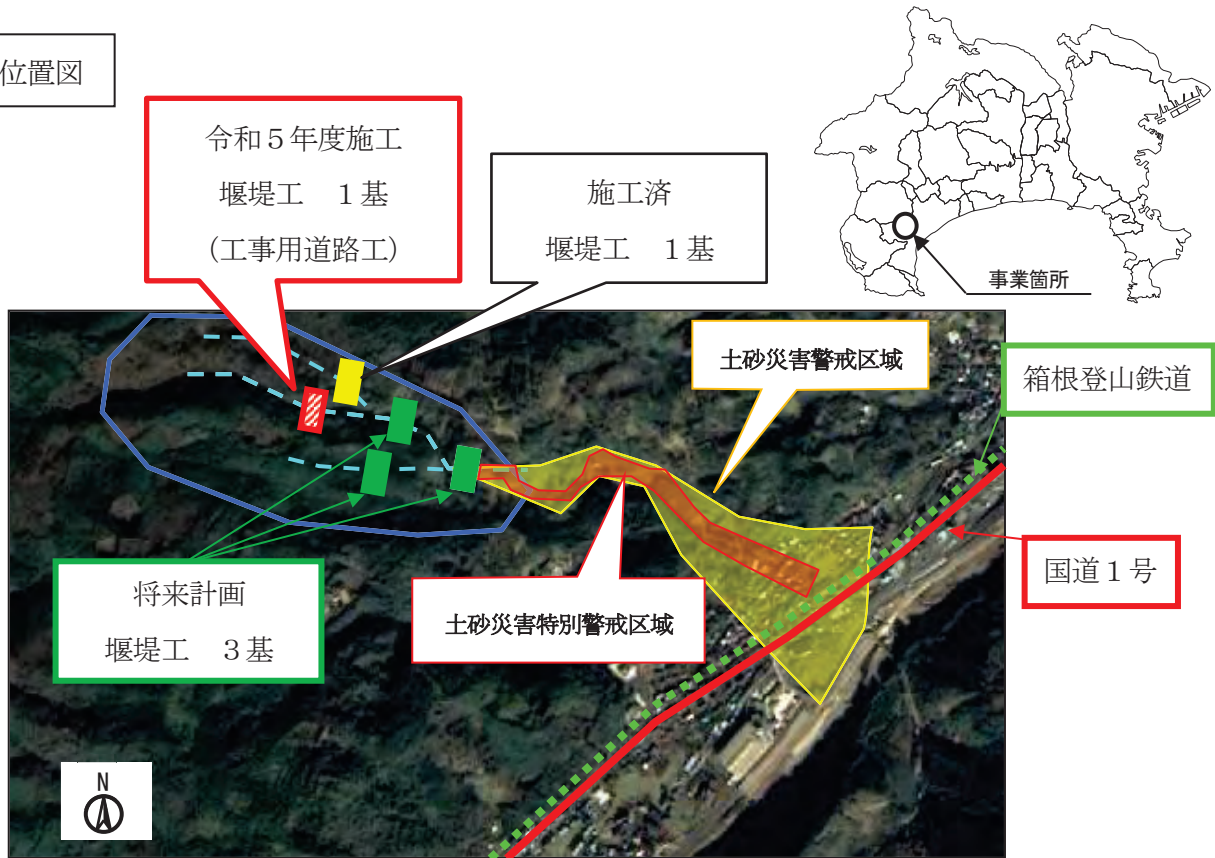 位置図
令和５年度施工
堰堤工　１基
(工事用道路工)
施工済
堰堤工　１基
事業箇所
土砂災害警戒区域
箱根登山鉄道
国道１号
土砂災害特別警戒区域
将来計画
堰堤工　３基
N